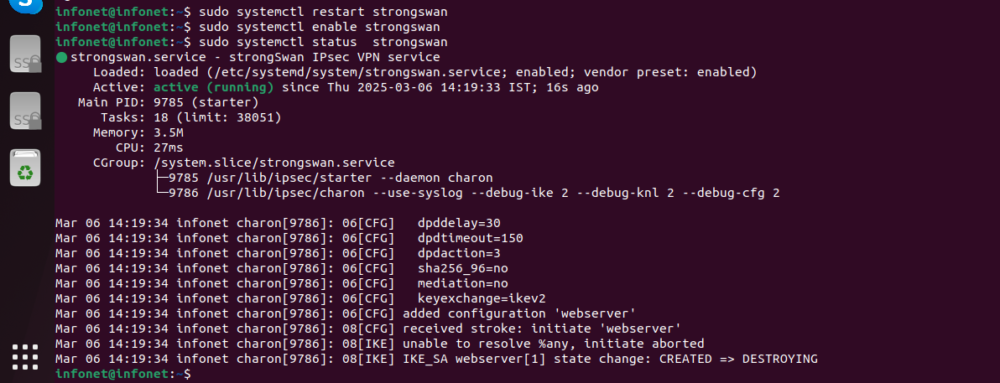 infonet@infonet:~$ sudo systemctl restart strongswan
infonet@infonet:~$ sudo systemctl enable strongswan
infonet@infonet:~$ sudo systemctl status  strongswan
● strongswan.service - strongSwan IPsec VPN service
     Loaded: loaded (/etc/systemd/system/strongswan.service; enabled; vendor preset: enabled)
     Active: active (running) since Thu 2025-03-06 14:19:33 IST; 16s ago
   Main PID: 9785 (starter)
      Tasks: 18 (limit: 38051)
     Memory: 3.5M
        CPU: 27ms
     CGroup: /system.slice/strongswan.service
             ├─9785 /usr/lib/ipsec/starter --daemon charon
             └─9786 /usr/lib/ipsec/charon --use-syslog --debug-ike 2 --debug-knl 2 --debug-cfg 2
Mar 06 14:19:34 infonet charon[9786]: 06[CFG]   dpddelay=30
Mar 06 14:19:34 infonet charon[9786]: 06[CFG]   dpdtimeout=150
Mar 06 14:19:34 infonet charon[9786]: 06[CFG]   dpdaction=3
Mar 06 14:19:34 infonet charon[9786]: 06[CFG]   sha256_96=no
Mar 06 14:19:34 infonet charon[9786]: 06[CFG]   mediation=no
Mar 06 14:19:34 infonet charon[9786]: 06[CFG]   keyexchange=ikev2
Mar 06 14:19:34 infonet charon[9786]: 06[CFG] added configuration 'webserver'
Mar 06 14:19:34 infonet charon[9786]: 08[CFG] received stroke: initiate 'webserver'
Mar 06 14:19:34 infonet charon[9786]: 08[IKE] unable to resolve %any, initiate aborted
Mar 06 14:19:34 infonet charon[9786]: 08[IKE] IKE_SA webserver[1] state change: CREATED => DESTROYING
infonet@infonet:~$